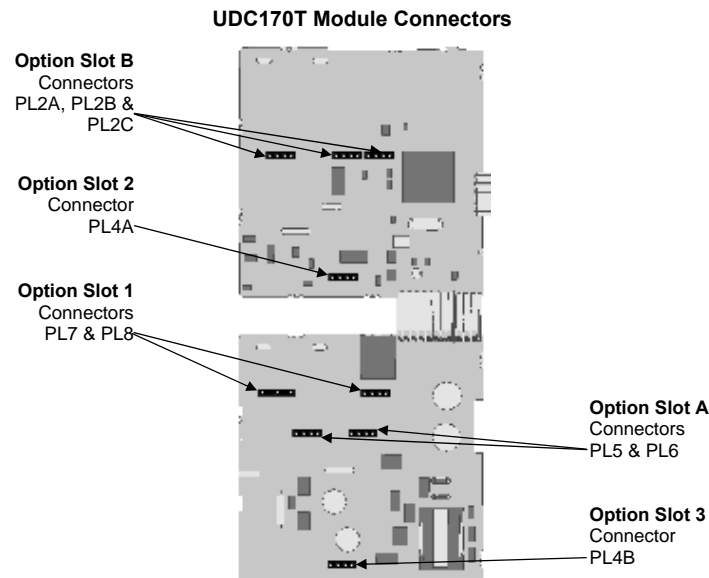 UDC170T Module Connectors
Option Slot B
Connectors
PL2A, PL2B &
PL2C
Option Slot 2
Connector
PL4A
Option Slot 1
Connectors
PL7 & PL8
Option Slot A
Connectors
PL5 & PL6
Option Slot 3
Connector
PL4B